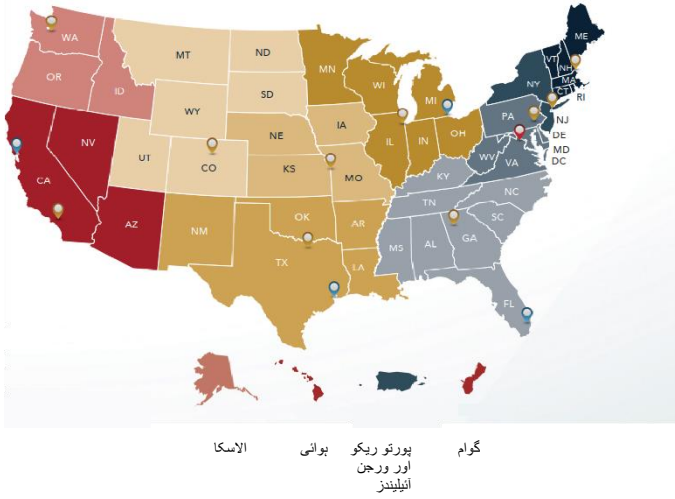 WA
OR
ID
MT
ND
SD
WY
NE
UT
CO
KS
CA
NV
AZ
NM
TX
OK
AR
LA
MN
WI
MI
IA
IL
IN
OH
MO
KY
TN
NC
SC
MS
AL
GA
FL
PA
WV
VA
NY
VT
NH
ME
MA
CT
RI
NJ
DE
MD
DC
الاسکا
ہوائی
پورتو ریکو
اور ورجن
آئیلینڈز
گوام